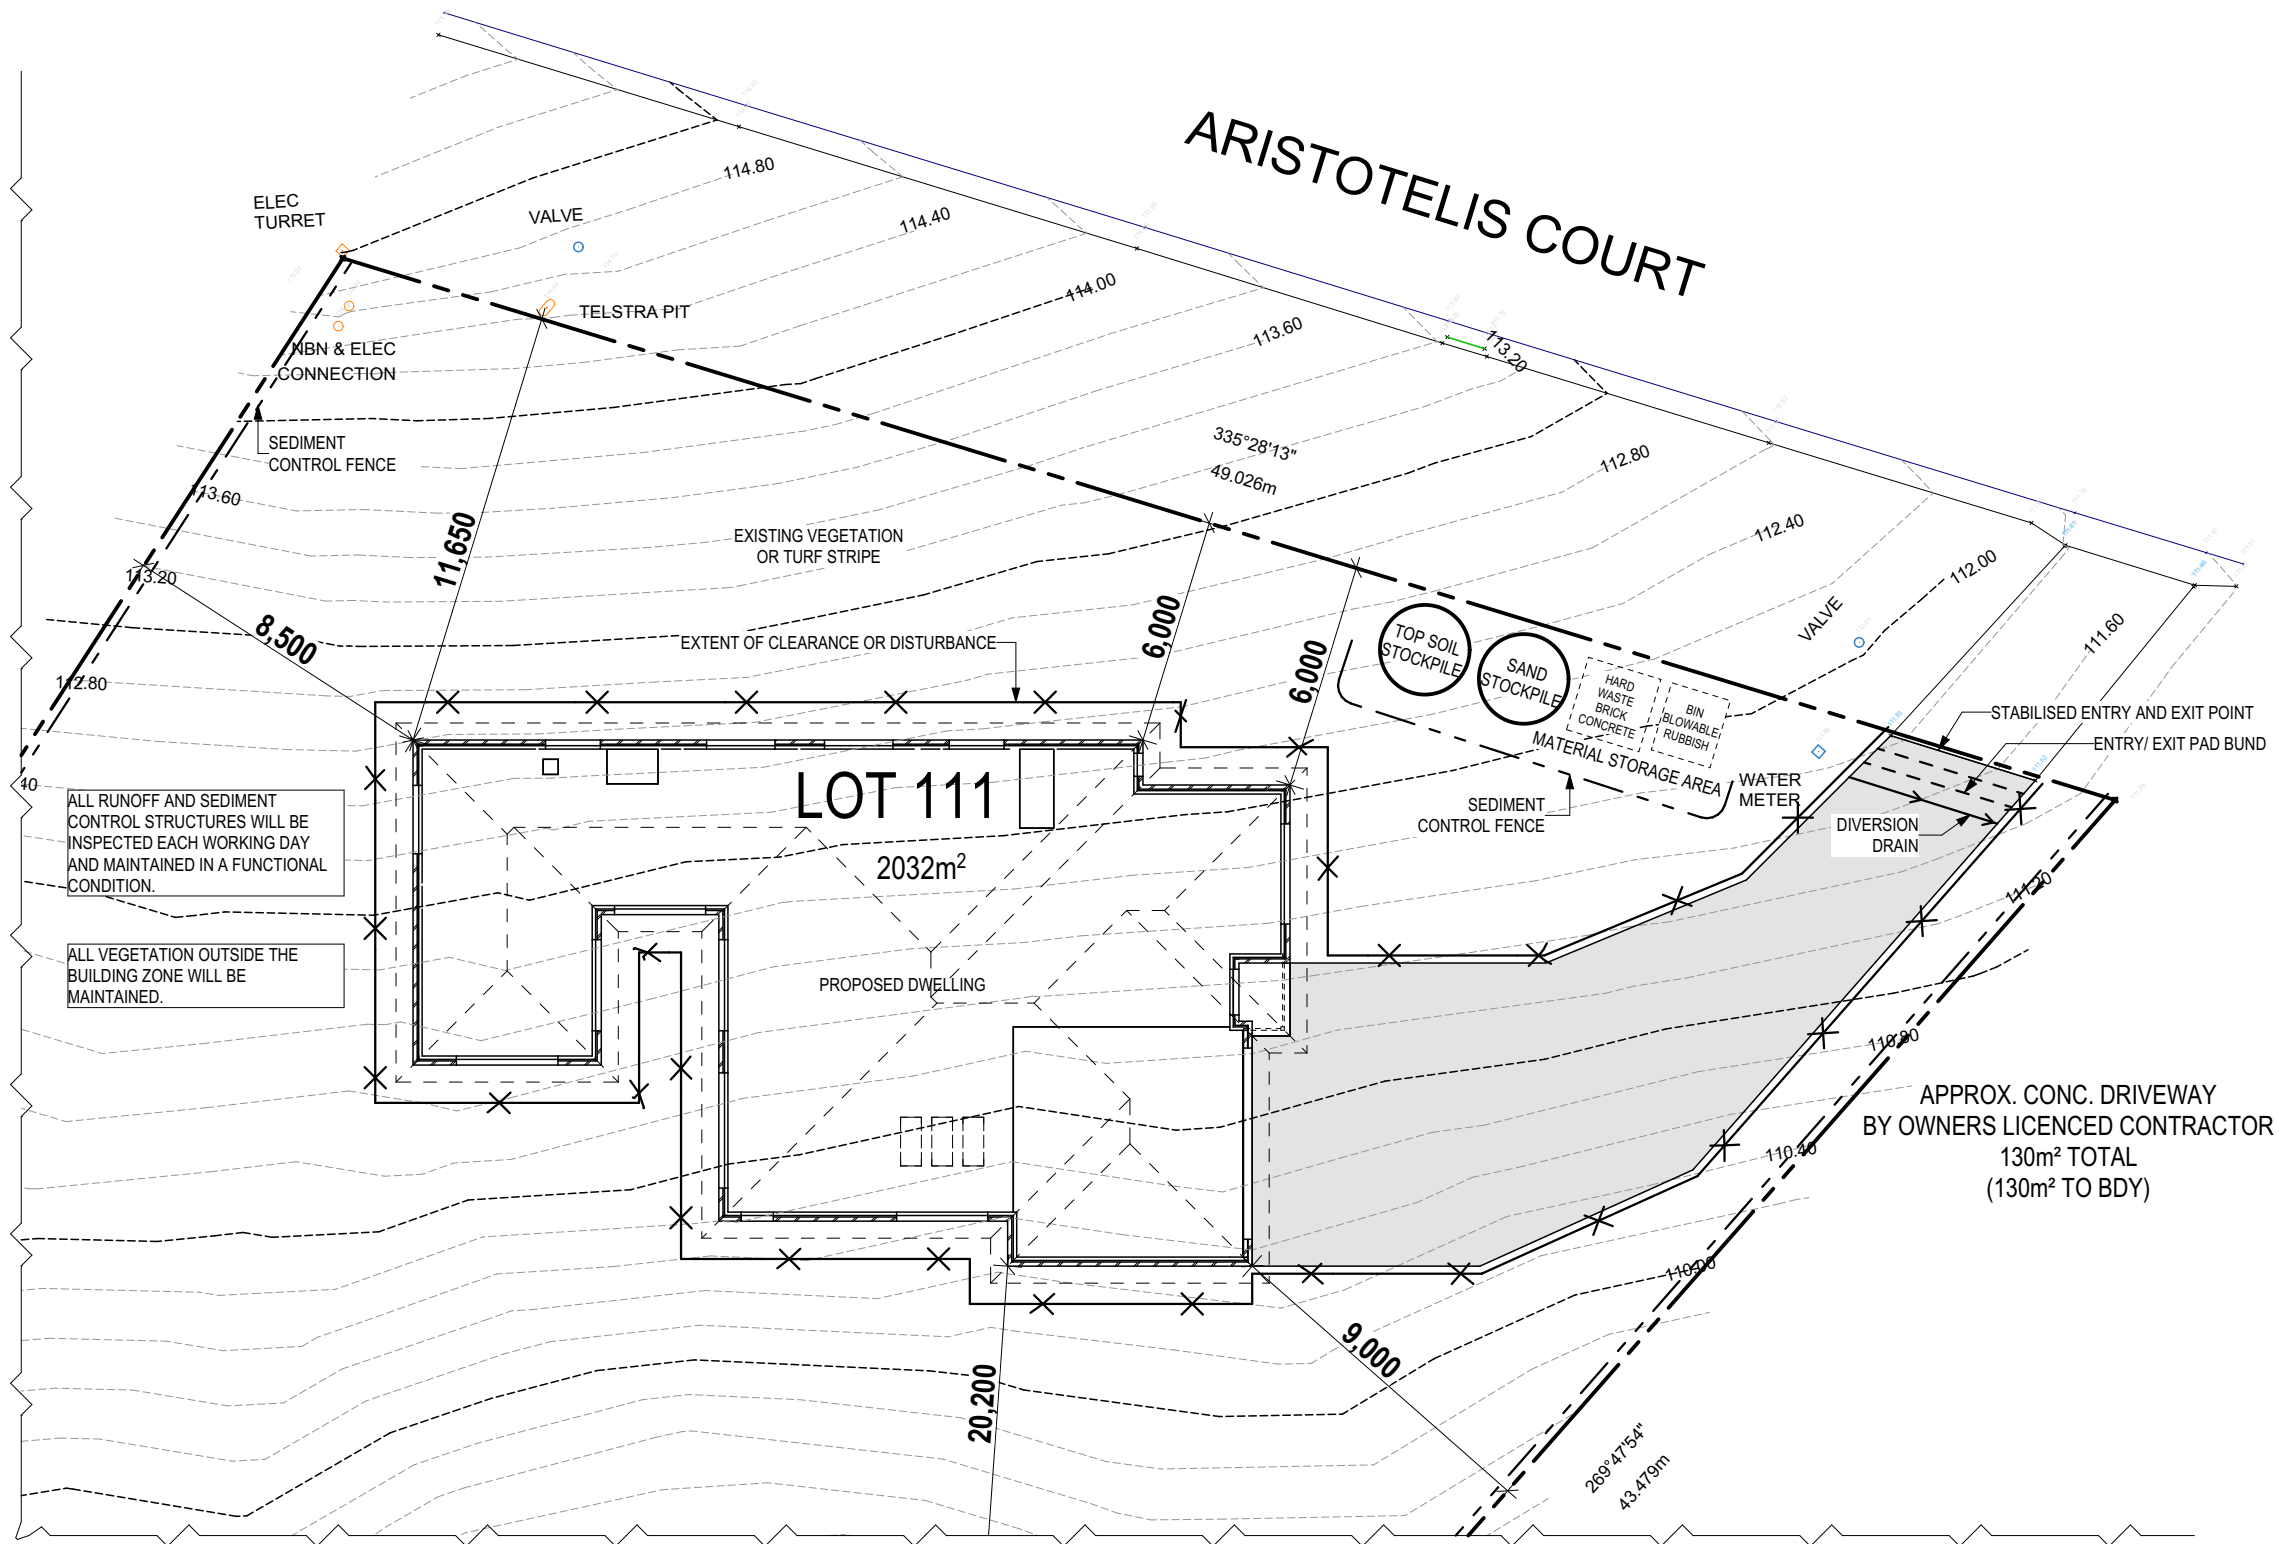 ARISTOTELIS COURT
114.80
114.40
114.00
113.60
113.20
112.80
112.40
112.00
111.60
ELEC
TURRET
VALVE
TELSTRA PIT
NBN & ELEC
CONNECTION
SEDIMENT
CONTROL FENCE
113.60
113.20
112.80
40
335°28'13"
49.026m
11,650
8,500
6,000
6,000
EXISTING VEGETATION
OR TURF STRIPE
EXTENT OF CLEARANCE OR DISTURBANCE
TOP SOIL
STOCKPILE
SAND
STOCKPILE
HARD
WASTE
BRICK
CONCRETE
BIN
BLOWABLE
RUBBISH
MATERIAL STORAGE AREA
VALVE
WATER
METER
SEDIMENT
CONTROL FENCE
STABILISED ENTRY AND EXIT POINT
ENTRY/ EXIT PAD BUND
DIVERSION
DRAIN
LOT 111
2032m²
PROPOSED DWELLING
ALL RUNOFF AND SEDIMENT
CONTROL STRUCTURES WILL BE
INSPECTED EACH WORKING DAY
AND MAINTAINED IN A FUNCTIONAL
CONDITION.
ALL VEGETATION OUTSIDE THE
BUILDING ZONE WILL BE
MAINTAINED.
111.20
110.80
110.40
110.00
APPROX. CONC. DRIVEWAY
BY OWNERS LICENCED CONTRACTOR
130m² TOTAL
(130m² TO BDY)
9,000
20,200
269°47'54"
43.479m